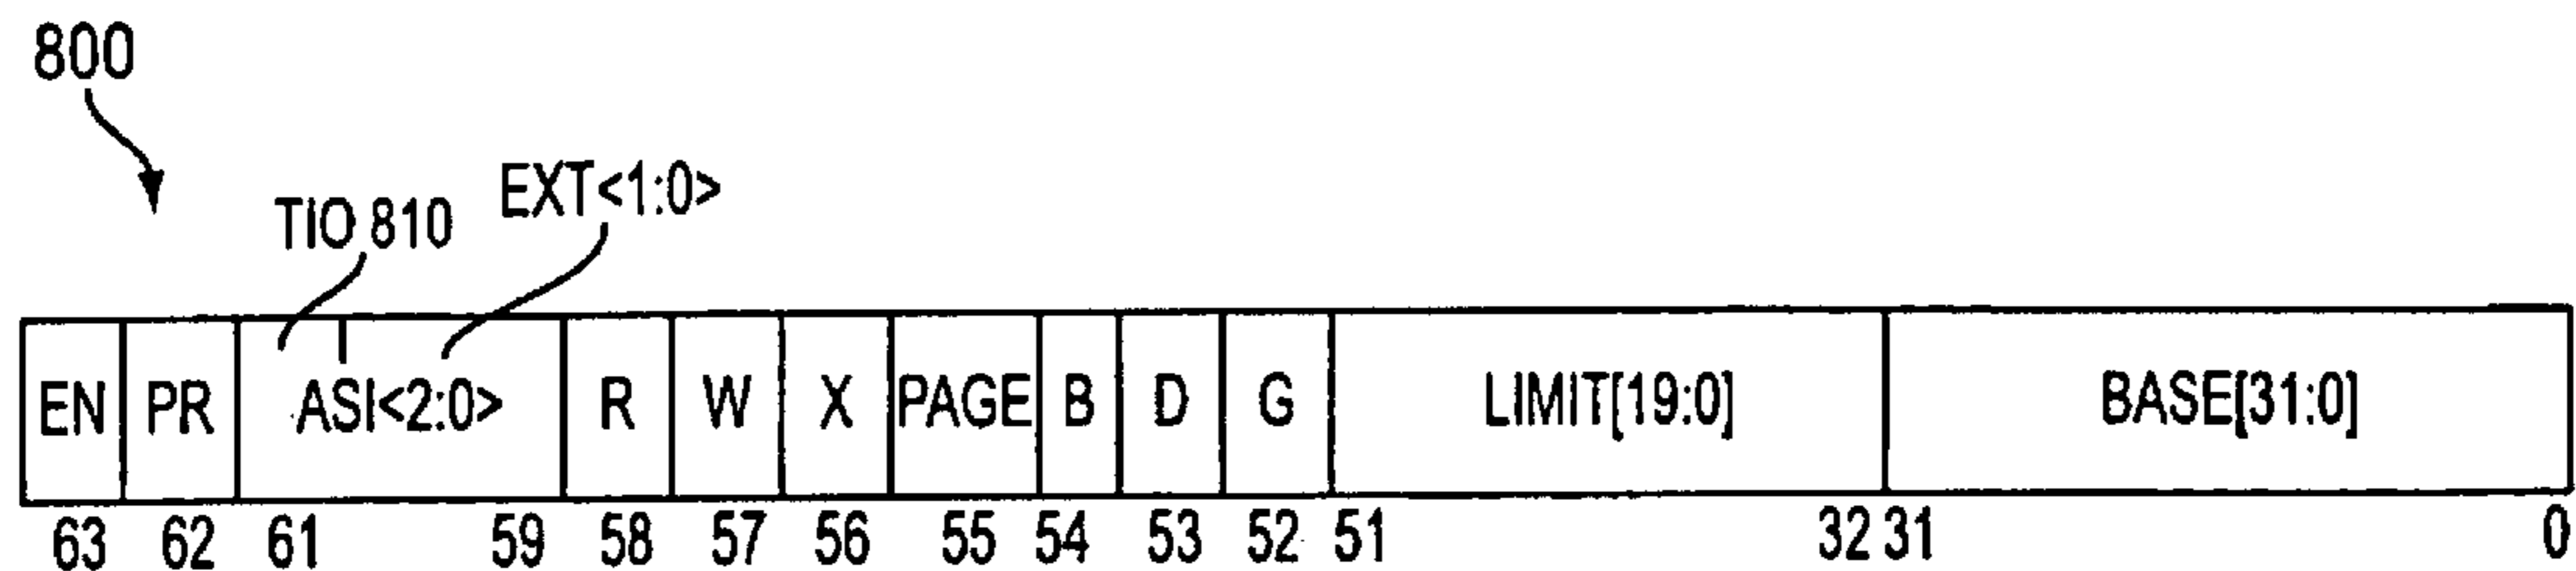 800
TIO 810 EXT<1:0>
EN PR ASI<2:0> R W X PAGE B D G LIMIT[19:0] BASE[31:0]
63 62 61 59 58 57 56 55 54 53 52 51 32 31 0